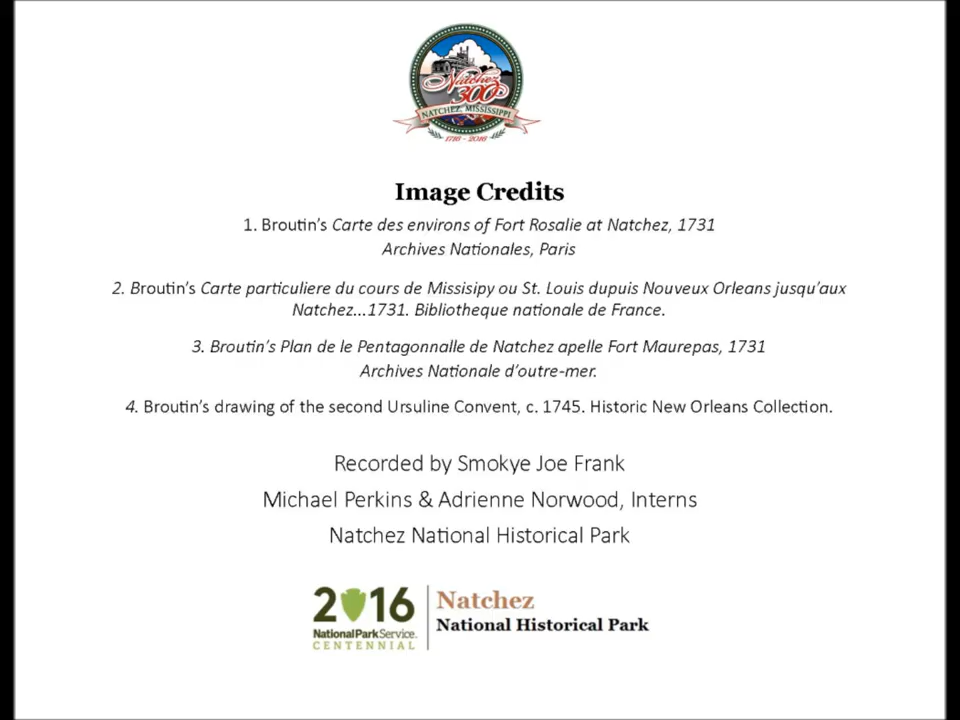 Natchez
300
NATCHEZ, MISSISSIPPI
1716 - 2016
Image Credits
1. Broutin’s Carte des environs of Fort Rosalie at Natchez, 1731
Archives Nationales, Paris
2. Broutin’s Carte particuliere du cours de Missisipy ou St. Louis dupuis Nouveux Orleans jusqu’aux
Natchez...1731. Bibliotheque nationale de France.
3. Broutin’s Plan de le Pentagonnalle de Natchez apelle Fort Maurepas, 1731
Archives Nationale d’outre-mer.
4. Broutin’s drawing of the second Ursuline Convent, c. 1745. Historic New Orleans Collection.
Recorded by Smokye Joe Frank
Michael Perkins & Adrienne Norwood, Interns
Natchez National Historical Park
2016
National Park Service.
CENTENNIAL
Natchez
National Historical Park